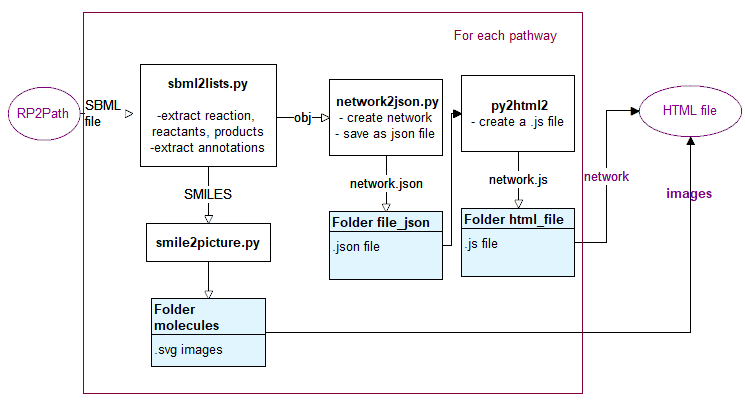 For each pathway
RP2Path
SBML
file
sbml2lists.py
-extract reaction,
reactants, products
-extract annotations
obj
network2json.py
- create network
- save as json file
py2html2
- create a .js file
HTML file
SMILES
network.json
network.js
network
images
smile2picture.py
Folder file_json
.json file
Folder html_file
.js file
Folder
molecules
.svg images